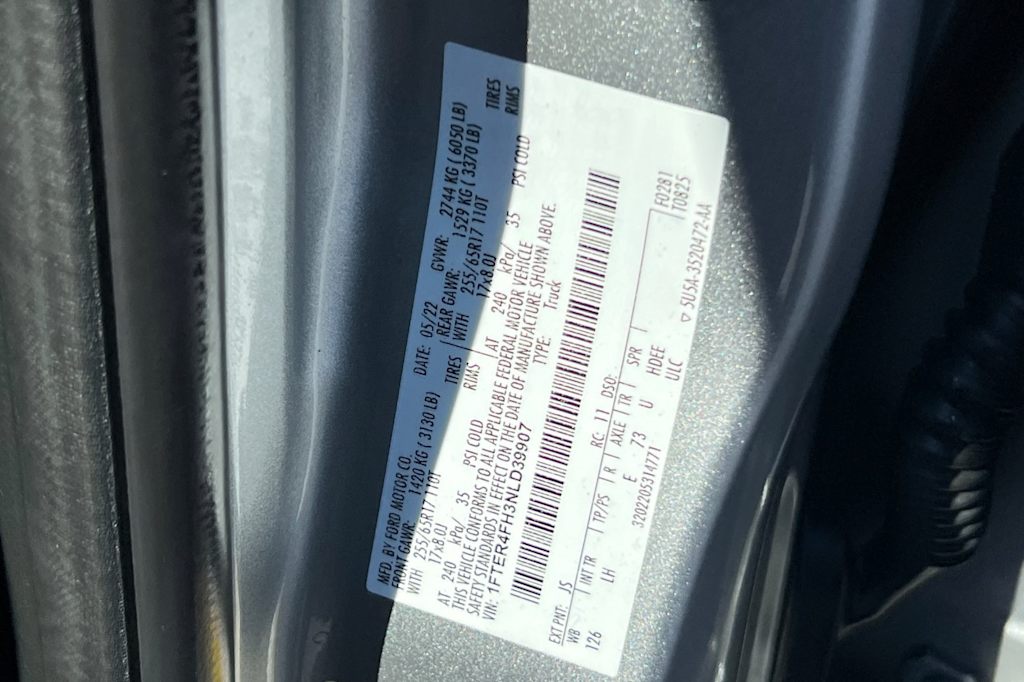 MFD. BY FORD MOTOR CO. DATE: 05/22 GVWR: 2744 KG ( 6050 LB)
FRONT GAWR: 1420 KG ( 3130 LB) REAR GAWR: 1529 KG ( 3370 LB)
WITH 255/65R17 110T TIRES WITH 255/65R17 110T TIRES
17x8.0J RIMS 17x8.0J RIMS
AT 240 kPa/ 35 PSI COLD AT 240 kPa/ 35 PSI COLD
THIS VEHICLE CONFORMS TO ALL APPLICABLE FEDERAL MOTOR VEHICLE
SAFETY STANDARDS IN EFFECT ON THE DATE OF MANUFACTURE SHOWN ABOVE.
VIN: 1FTER4FH3NLD39907 TYPE: Truck
EXT PNT: JS RC: 11 DSO: F0281
WB INT TR TP/PS R AXLE TR SPR T0825
126 LH E 73 U HDEE
3202205314771 ULC ▽ SU5A-3520472-AA